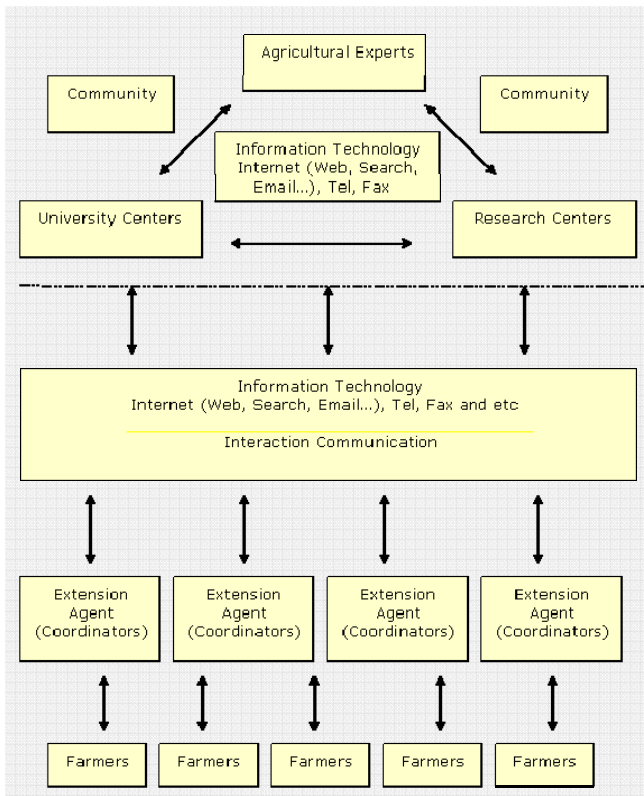 Agricultural Experts
Community
Community
Information Technology
Internet (Web, Search,
Email...), Tel, Fax
University Centers
Research Centers
Information Technology
Internet (Web, Search, Email...), Tel, Fax and etc
Interaction Communication
Extension
Agent
(Coordinators)
Extension
Agent
(Coordinators)
Extension
Agent
(Coordinators)
Extension
Agent
(Coordinators)
Farmers
Farmers
Farmers
Farmers
Farmers